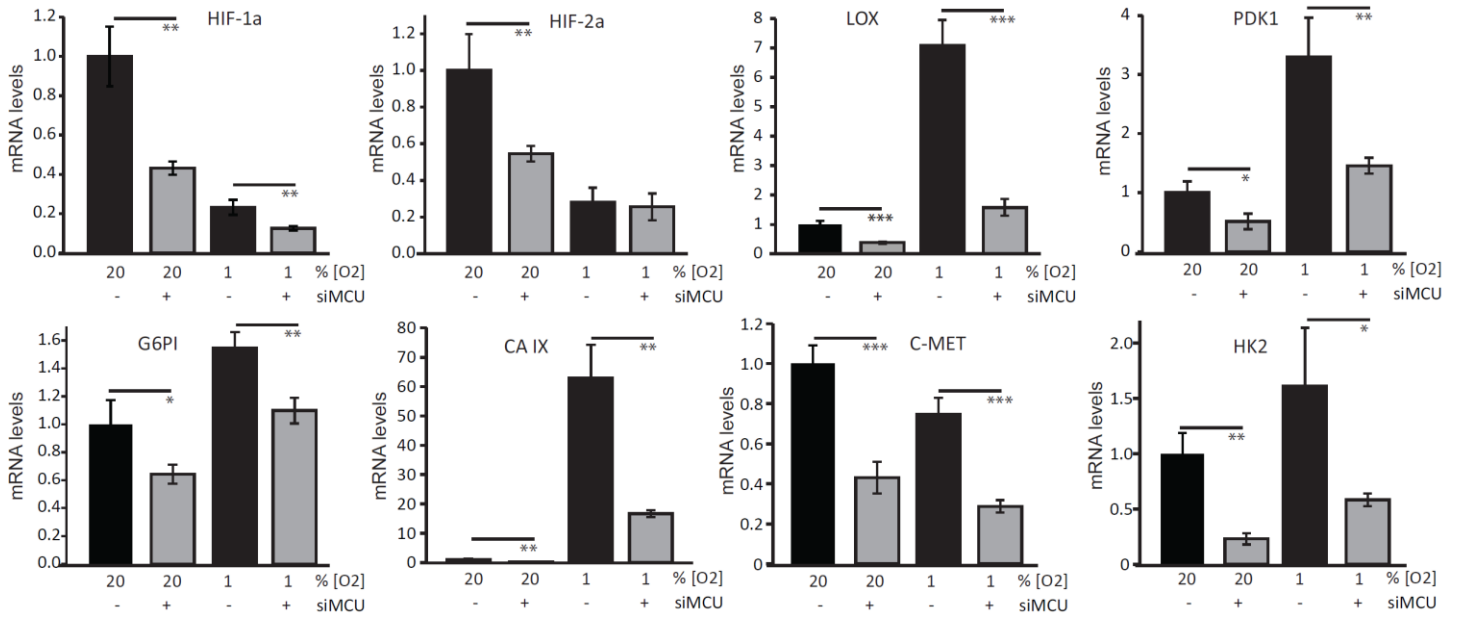 HIF-1a
mRNA levels
1.2
1.0
0.8
0.6
0.4
0.2
0.0
**
**
20 20 1 1 % [O2]
- + - + siMCU
HIF-2a
mRNA levels
1.2
1.0
0.8
0.6
0.4
0.2
0.0
**
20 20 1 1 % [O2]
- + - + siMCU
LOX
mRNA levels
8
7
6
5
4
3
2
1
0
***
***
20 20 1 1 % [O2]
- + - + siMCU
PDK1
mRNA levels
4
3
2
1
0
*
**
20 20 1 1 % [O2]
- + - + siMCU
G6PI
mRNA levels
1.6
1.4
1.2
1.0
0.8
0.6
0.4
0.2
0.0
*
**
20 20 1 1 % [O2]
- + - + siMCU
CA IX
mRNA levels
80
70
60
50
40
30
20
10
0
**
**
20 20 1 1 % [O2]
- + - + siMCU
C-MET
mRNA levels
1.2
1.0
0.8
0.6
0.4
0.2
0
***
***
20 20 1 1 % [O2]
- + - + siMCU
HK2
mRNA levels
2.0
1.5
1.0
0.5
0
**
*
20 20 1 1 % [O2]
- + - + siMCU